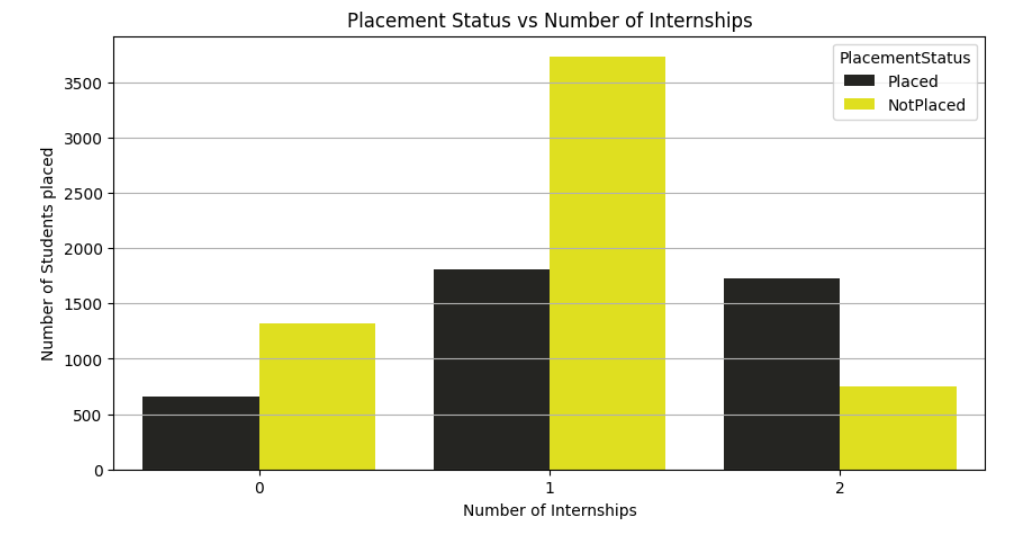 Placement Status vs Number of Internships
PlacementStatus
Placed
NotPlaced
Number of Students placed
3500
3000
2500
2000
1500
1000
500
0
0 1 2
Number of Internships